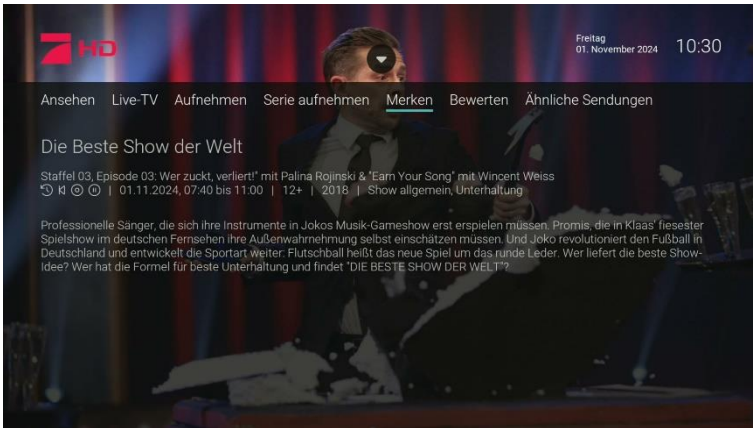 HD
Freitag
01. November 2024
10:30
Ansehen Live-TV Aufnehmen Serie aufnehmen Merken Bewerten Ähnliche Sendungen
Die Beste Show der Welt
Staffel 03, Episode 03: Wer zuckt, verliert!" mit Palina Rojinski & "Earn Your Song" mit Wincent Weiss
| 01.11.2024, 07:40 bis 11:00 | 12+ | 2018 | Show allgemein, Unterhaltung
Professionelle Sänger, die sich ihre Instrumente in Jokos Musik-Gameshow erst erspielen müssen. Promis, die in Klaas' fiesester
Spielshow im deutschen Fernsehen ihre Außenwahrnehmung selbst einschätzen müssen. Und Joko revolutioniert den Fußball in
Deutschland und entwickelt die Sportart weiter: Flutschball heißt das neue Spiel um das runde Leder. Wer liefert die beste Show-
Idee? Wer hat die Formel für beste Unterhaltung und findet "DIE BESTE SHOW DER WELT"?